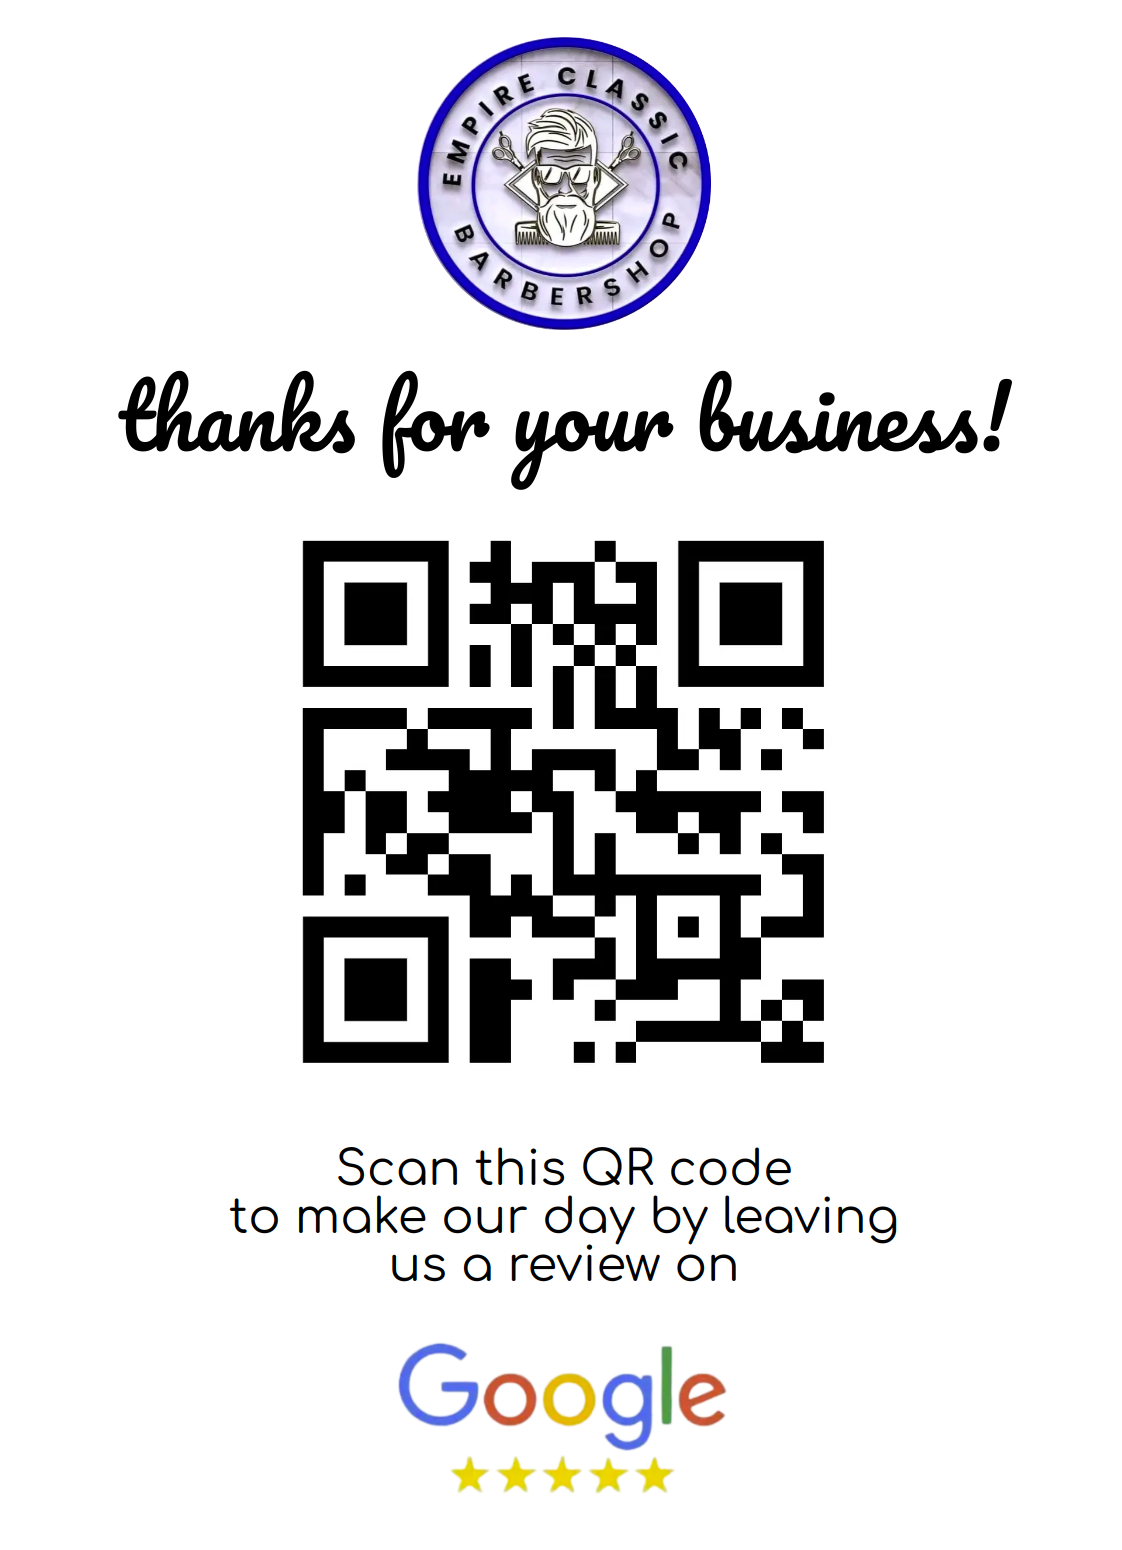 EMPIRE CLASSIC
BARBERSHOP
thanks for your business!
Scan this QR code
to make our day by leaving
us a review on
Google